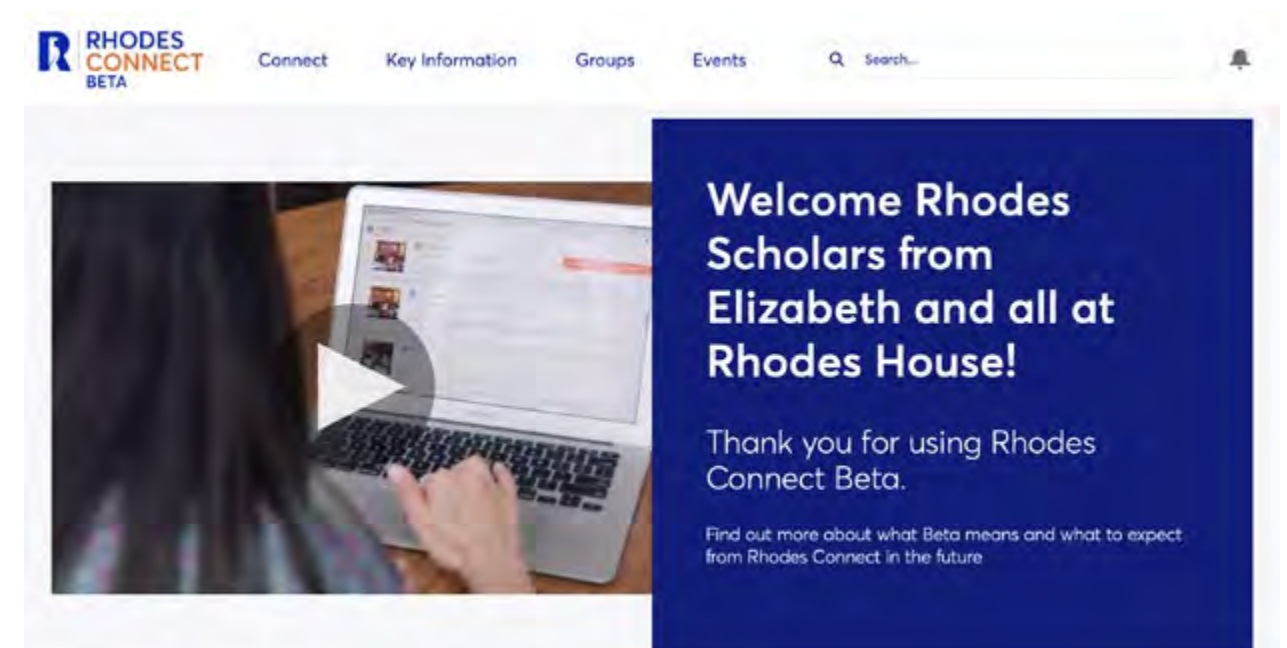 RHODES
CONNECT
BETA
Connect
Key Information
Groups
Events
Search...
Welcome Rhodes
Scholars from
Elizabeth and all at
Rhodes House!
Thank you for using Rhodes
Connect Beta.
Find out more about what Beta means and what to expect
from Rhodes Connect in the future